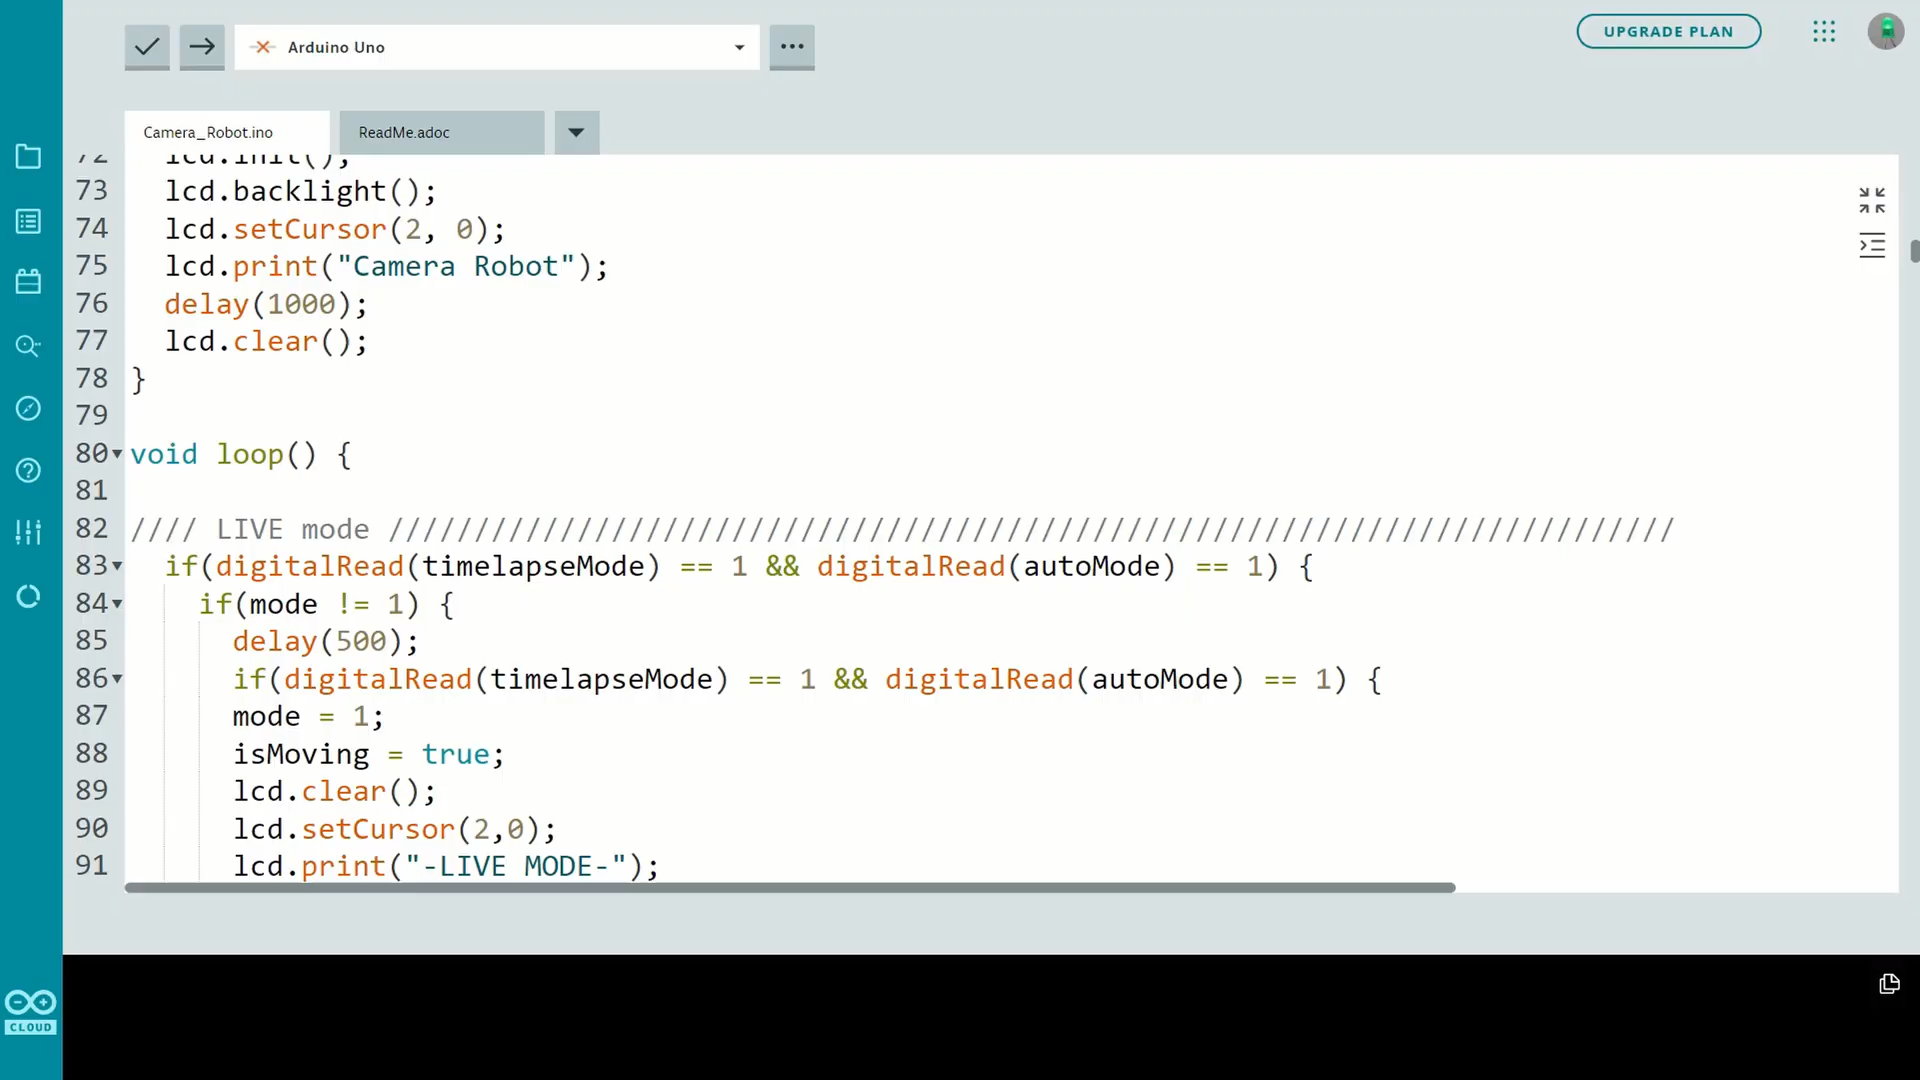 Arduino Uno
UPGRADE PLAN
Camera_Robot.ino
ReadMe.adoc
72 lcd.init();
73 lcd.backlight();
74 lcd.setCursor(2, 0);
75 lcd.print("Camera Robot");
76 delay(1000);
77 lcd.clear();
78 }
79
80 void loop() {
81
82 //// LIVE mode ///////////////////////////////////////////////////////////////////////////
83 if(digitalRead(timelapseMode) == 1 && digitalRead(autoMode) == 1) {
84 if(mode != 1) {
85 delay(500);
86 if(digitalRead(timelapseMode) == 1 && digitalRead(autoMode) == 1) {
87 mode = 1;
88 isMoving = true;
89 lcd.clear();
90 lcd.setCursor(2,0);
91 lcd.print("-LIVE MODE-");
CLOUD